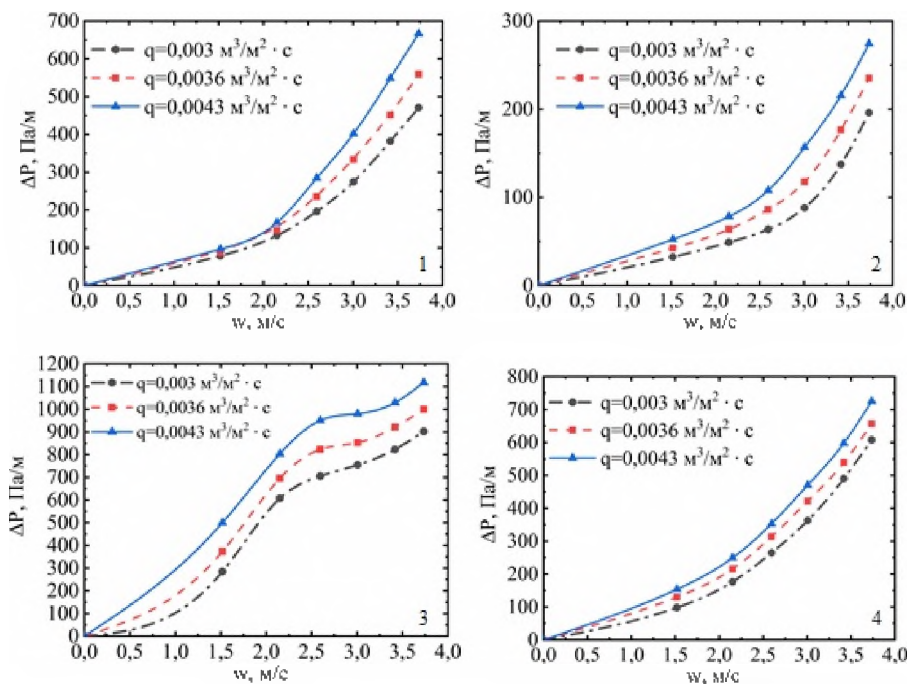 700
600
500
400
300
200
100
0
ΔP, Па/м
q=0,003 м³/м² · с
q=0,0036 м³/м² · с
q=0,0043 м³/м² · с
1
0,0 0,5 1,0 1,5 2,0 2,5 3,0 3,5 4,0
w, м/с
300
200
100
0
ΔP, Па/м
q=0,003 м³/м² · с
q=0,0036 м³/м² · с
q=0,0043 м³/м² · с
2
0,0 0,5 1,0 1,5 2,0 2,5 3,0 3,5 4,0
w, м/с
1200
1100
1000
900
800
700
600
500
400
300
200
100
0
ΔP, Па/м
q=0,003 м³/м² · с
q=0,0036 м³/м² · с
q=0,0043 м³/м² · с
3
0,0 0,5 1,0 1,5 2,0 2,5 3,0 3,5 4,0
w, м/с
800
700
600
500
400
300
200
100
0
ΔP, Па/м
q=0,003 м³/м² · с
q=0,0036 м³/м² · с
q=0,0043 м³/м² · с
4
0,0 0,5 1,0 1,5 2,0 2,5 3,0 3,5 4,0
w, м/с